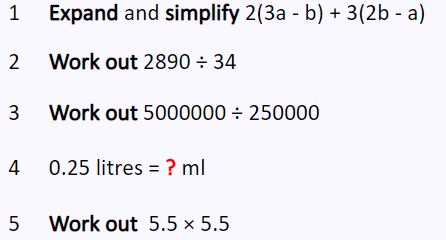 1 Expand and simplify 2(3a - b) + 3(2b - a)
2 Work out 2890 ÷ 34
3 Work out 5000000 ÷ 250000
4 0.25 litres = ? ml
5 Work out 5.5 × 5.5